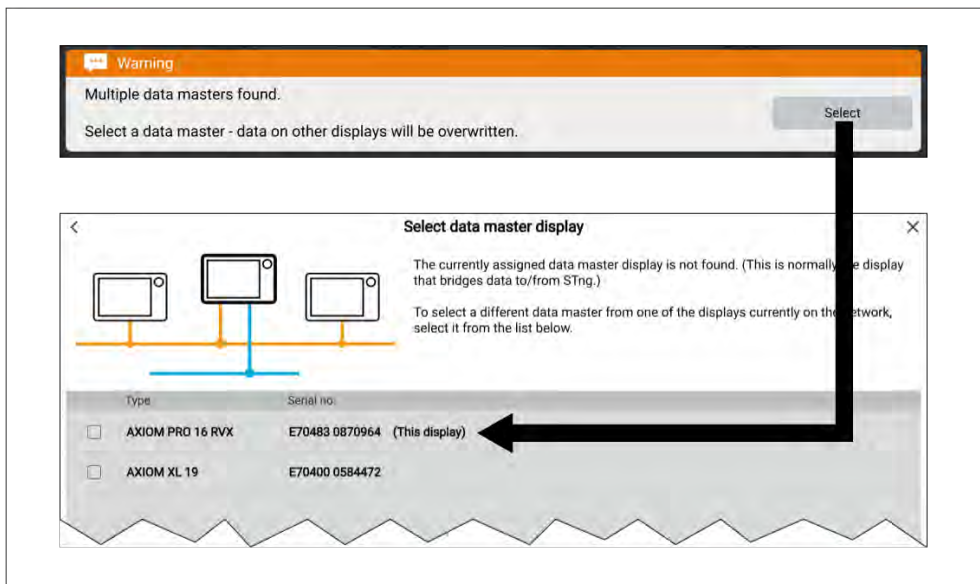 Warning
Multiple data masters found.
Select a data master - data on other displays will be overwritten.
Select
Select data master display
The currently assigned data master display is not found. (This is normally display
that bridges data to/from STng.)
To select a different data master from one of the displays currently on the
select it from the list below.
Type Serial no.
AXIOM PRO 16 RVX E70483 0870964 (This display)
AXIOM XL 19 E70400 0584472